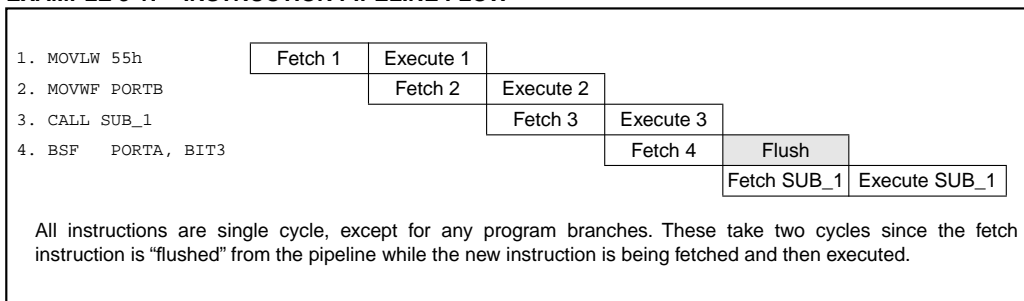 1. MOVLW 55h Fetch 1 Execute 1
2. MOVWF PORTB Fetch 2 Execute 2
3. CALL SUB_1 Fetch 3 Execute 3
4. BSF PORTA, BIT3 Fetch 4 Flush
Fetch SUB_1 Execute SUB_1
All instructions are single cycle, except for any program branches. These take two cycles since the fetch
instruction is “flushed” from the pipeline while the new instruction is being fetched and then executed.